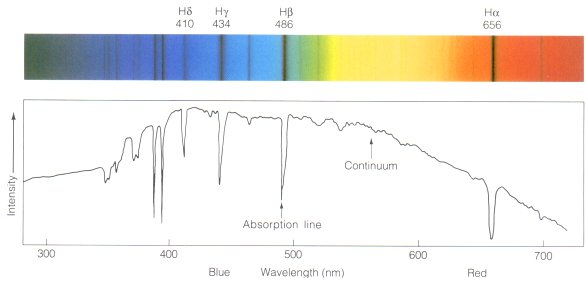 Hδ Hγ Hβ Hα
410 434 486 656
Intensity
Continuum
Absorption line
300 400 500 600 700
Blue Wavelength (nm) Red